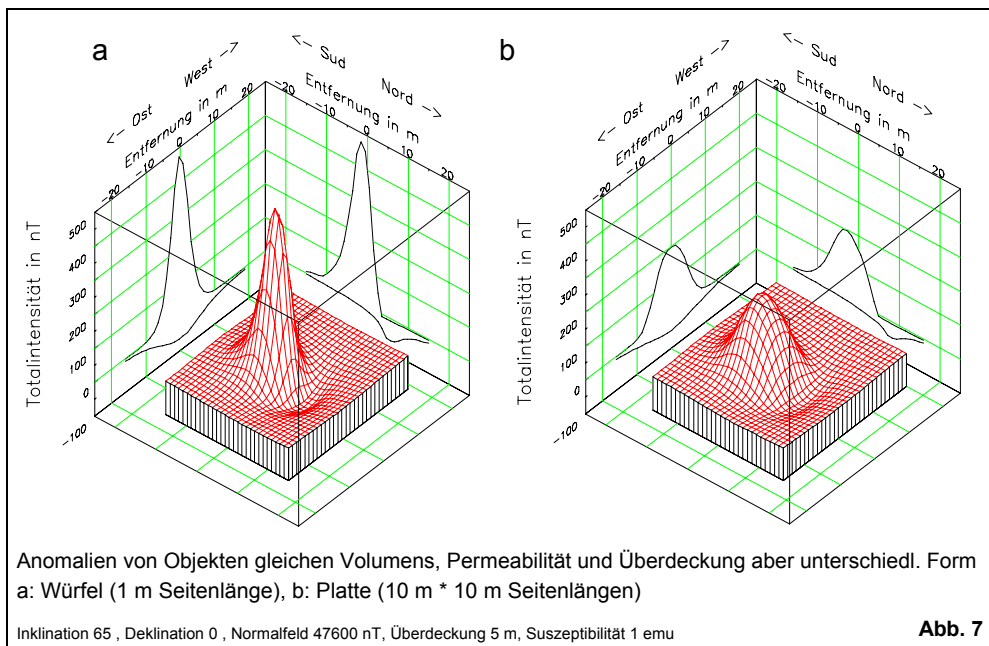 a
b
<– Ost West –>
Entfernung in m
-20 -10 0 10 20
<– Sud Nord –>
Entfernung in m
-20 -10 0 10 20
Totalintensität in nT
500
400
300
200
100
0
-100
<– Ost West –>
Entfernung in m
-20 -10 0 10 20
<– Sud Nord –>
Entfernung in m
-20 -10 0 10 20
Totalintensität in nT
500
400
300
200
100
0
-100
Anomalien von Objekten gleichen Volumens, Permeabilität und Überdeckung aber unterschiedl. Form
a: Würfel (1 m Seitenlänge), b: Platte (10 m * 10 m Seitenlängen)
Inklination 65 , Deklination 0 , Normalfeld 47600 nT, Überdeckung 5 m, Suszeptibilität 1 emu
Abb. 7